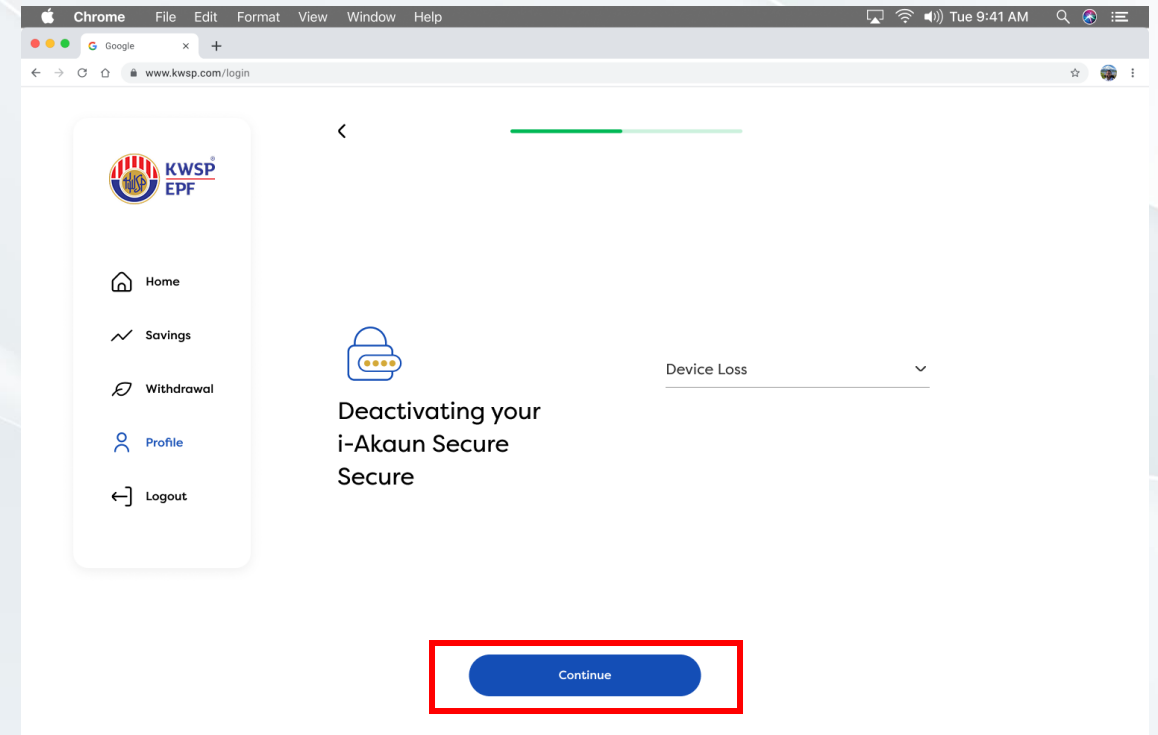 Chrome File Edit Format View Window Help Tue 9:41 AM
Google
www.kwsp.com/login
KWSP
EPF
Home
Savings
Withdrawal
Profile
Logout
Deactivating your
i-Akaun Secure
Secure
Device Loss
Continue